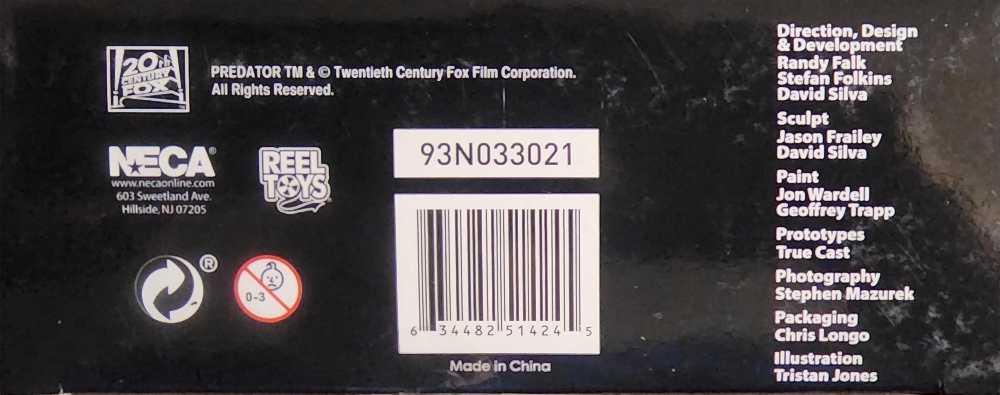 20th
CENTURY
FOX
PREDATOR TM & © Twentieth Century Fox Film Corporation.
All Rights Reserved.
NECA®
www.necaonline.com
603 Sweetland Ave.
Hillside, NJ 07205
REEL
TOYS
®
0-3
93N033021
6 34482 51424 5
Made in China
Direction, Design
& Development
Randy Falk
Stefan Folkins
David Silva
Sculpt
Jason Frailey
David Silva
Paint
Jon Wardell
Geoffrey Trapp
Prototypes
True Cast
Photography
Stephen Mazurek
Packaging
Chris Longo
Illustration
Tristan Jones